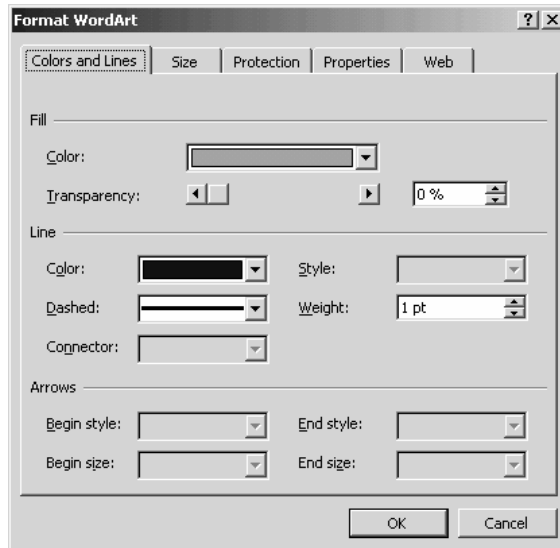 Format WordArt ? X
Colors and Lines Size Protection Properties Web
Fill
Color:
Transparency: 0 %
Line
Color: Style:
Dashed: Weight: 1 pt
Connector:
Arrows
Begin style: End style:
Begin size: End size:
OK Cancel